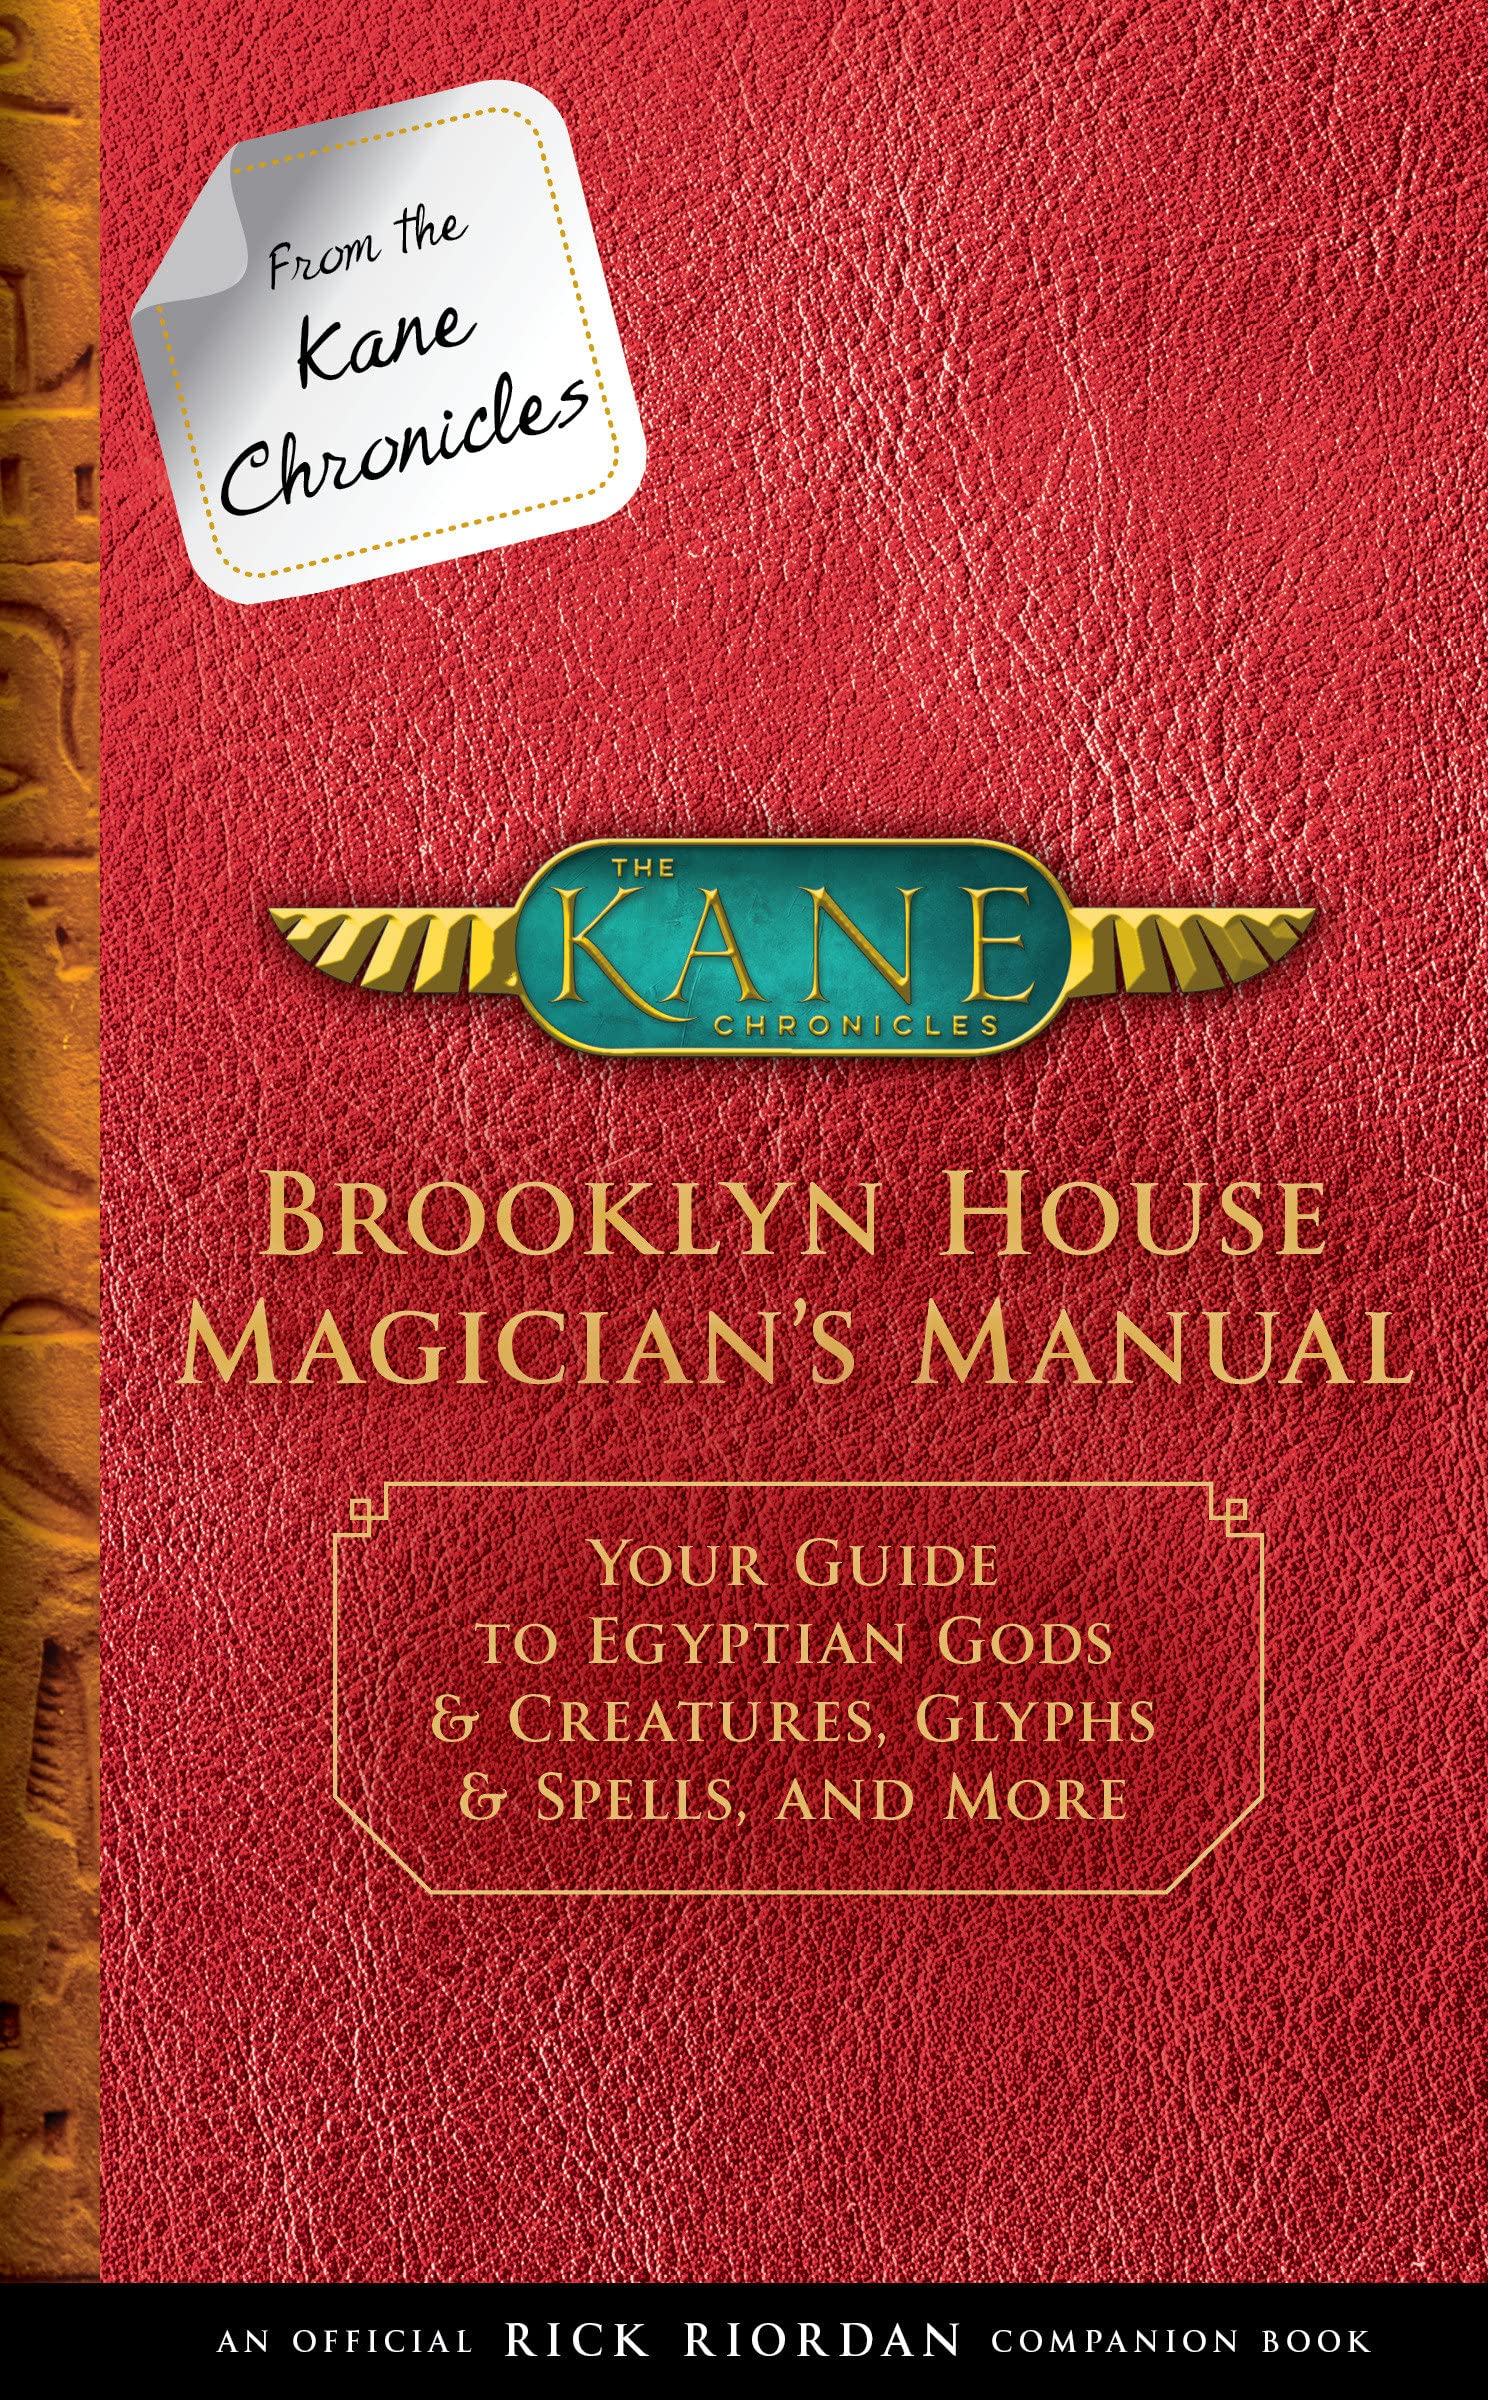 From the
Kane
Chronicles
THE
KANE
CHRONICLES
BROOKLYN HOUSE
MAGICIAN'S MANUAL
YOUR GUIDE
TO EGYPTIAN GODS
& CREATURES, GLYPHS
& SPELLS, AND MORE
AN OFFICIAL RICK RIORDAN COMPANION BOOK